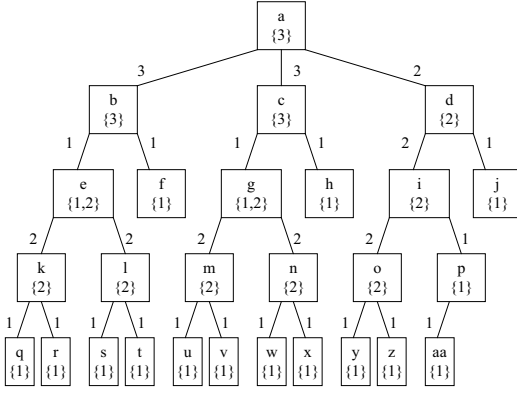 a
{3}
3 3 2
b c d
{3} {3} {2}
1 1 1 1 2 1
e f g h i j
{1,2} {1} {1,2} {1} {2} {1}
2 2 2 2 2 1
k l m n o p
{2} {2} {2} {2} {2} {1}
1 1 1 1 1 1 1 1 1 1 1
q r s t u v w x y z aa
{1} {1} {1} {1} {1} {1} {1} {1} {1} {1} {1}